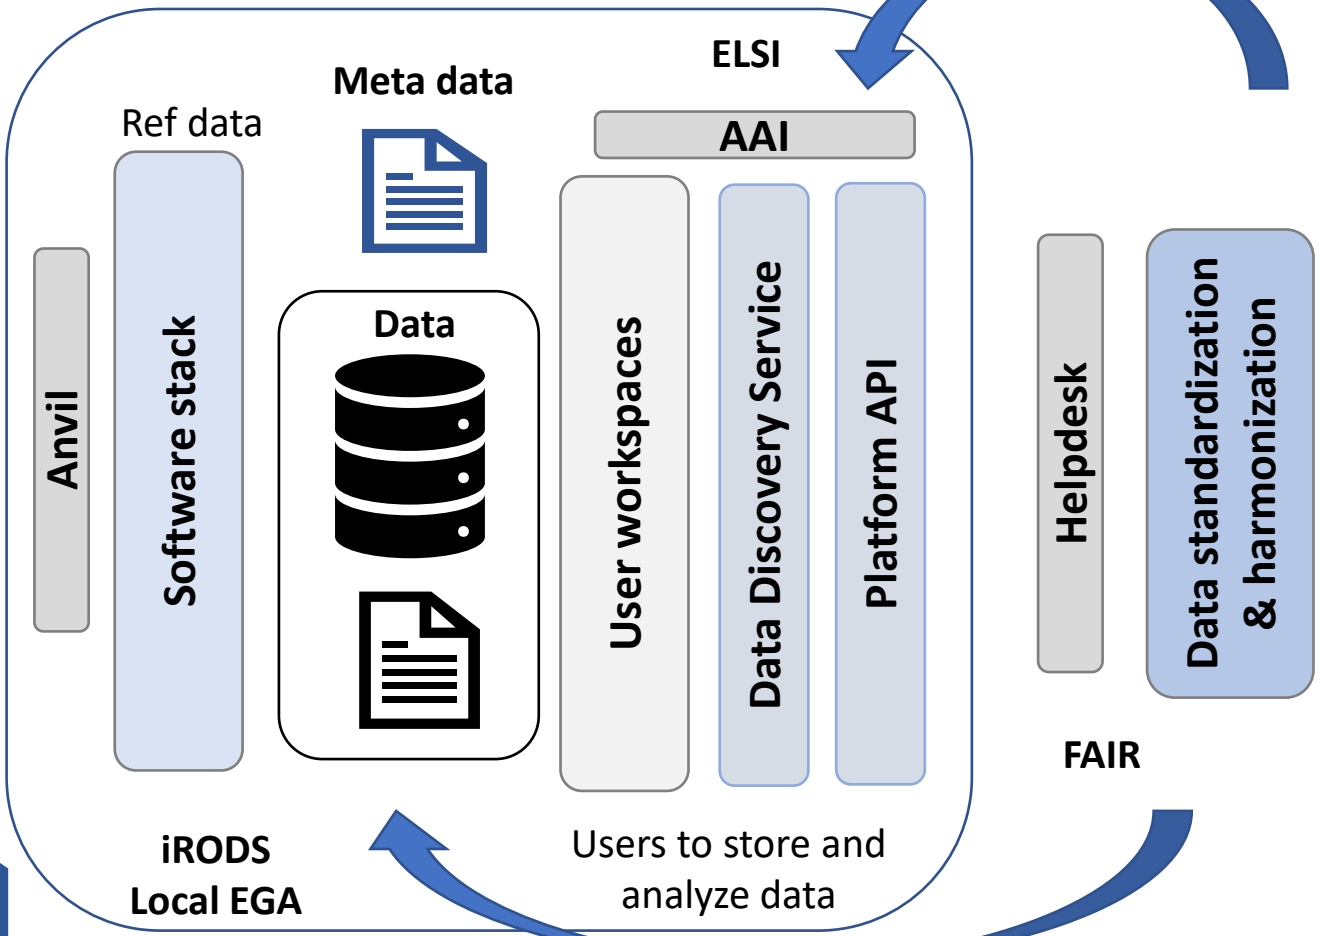 ELSI
Meta data
Ref data
AAI
Anvil
Software stack
Data
User workspaces
Data Discovery Service
Platform API
Helpdesk
Data standardization
& harmonization
FAIR
iRODS
Local EGA
Users to store and
analyze data